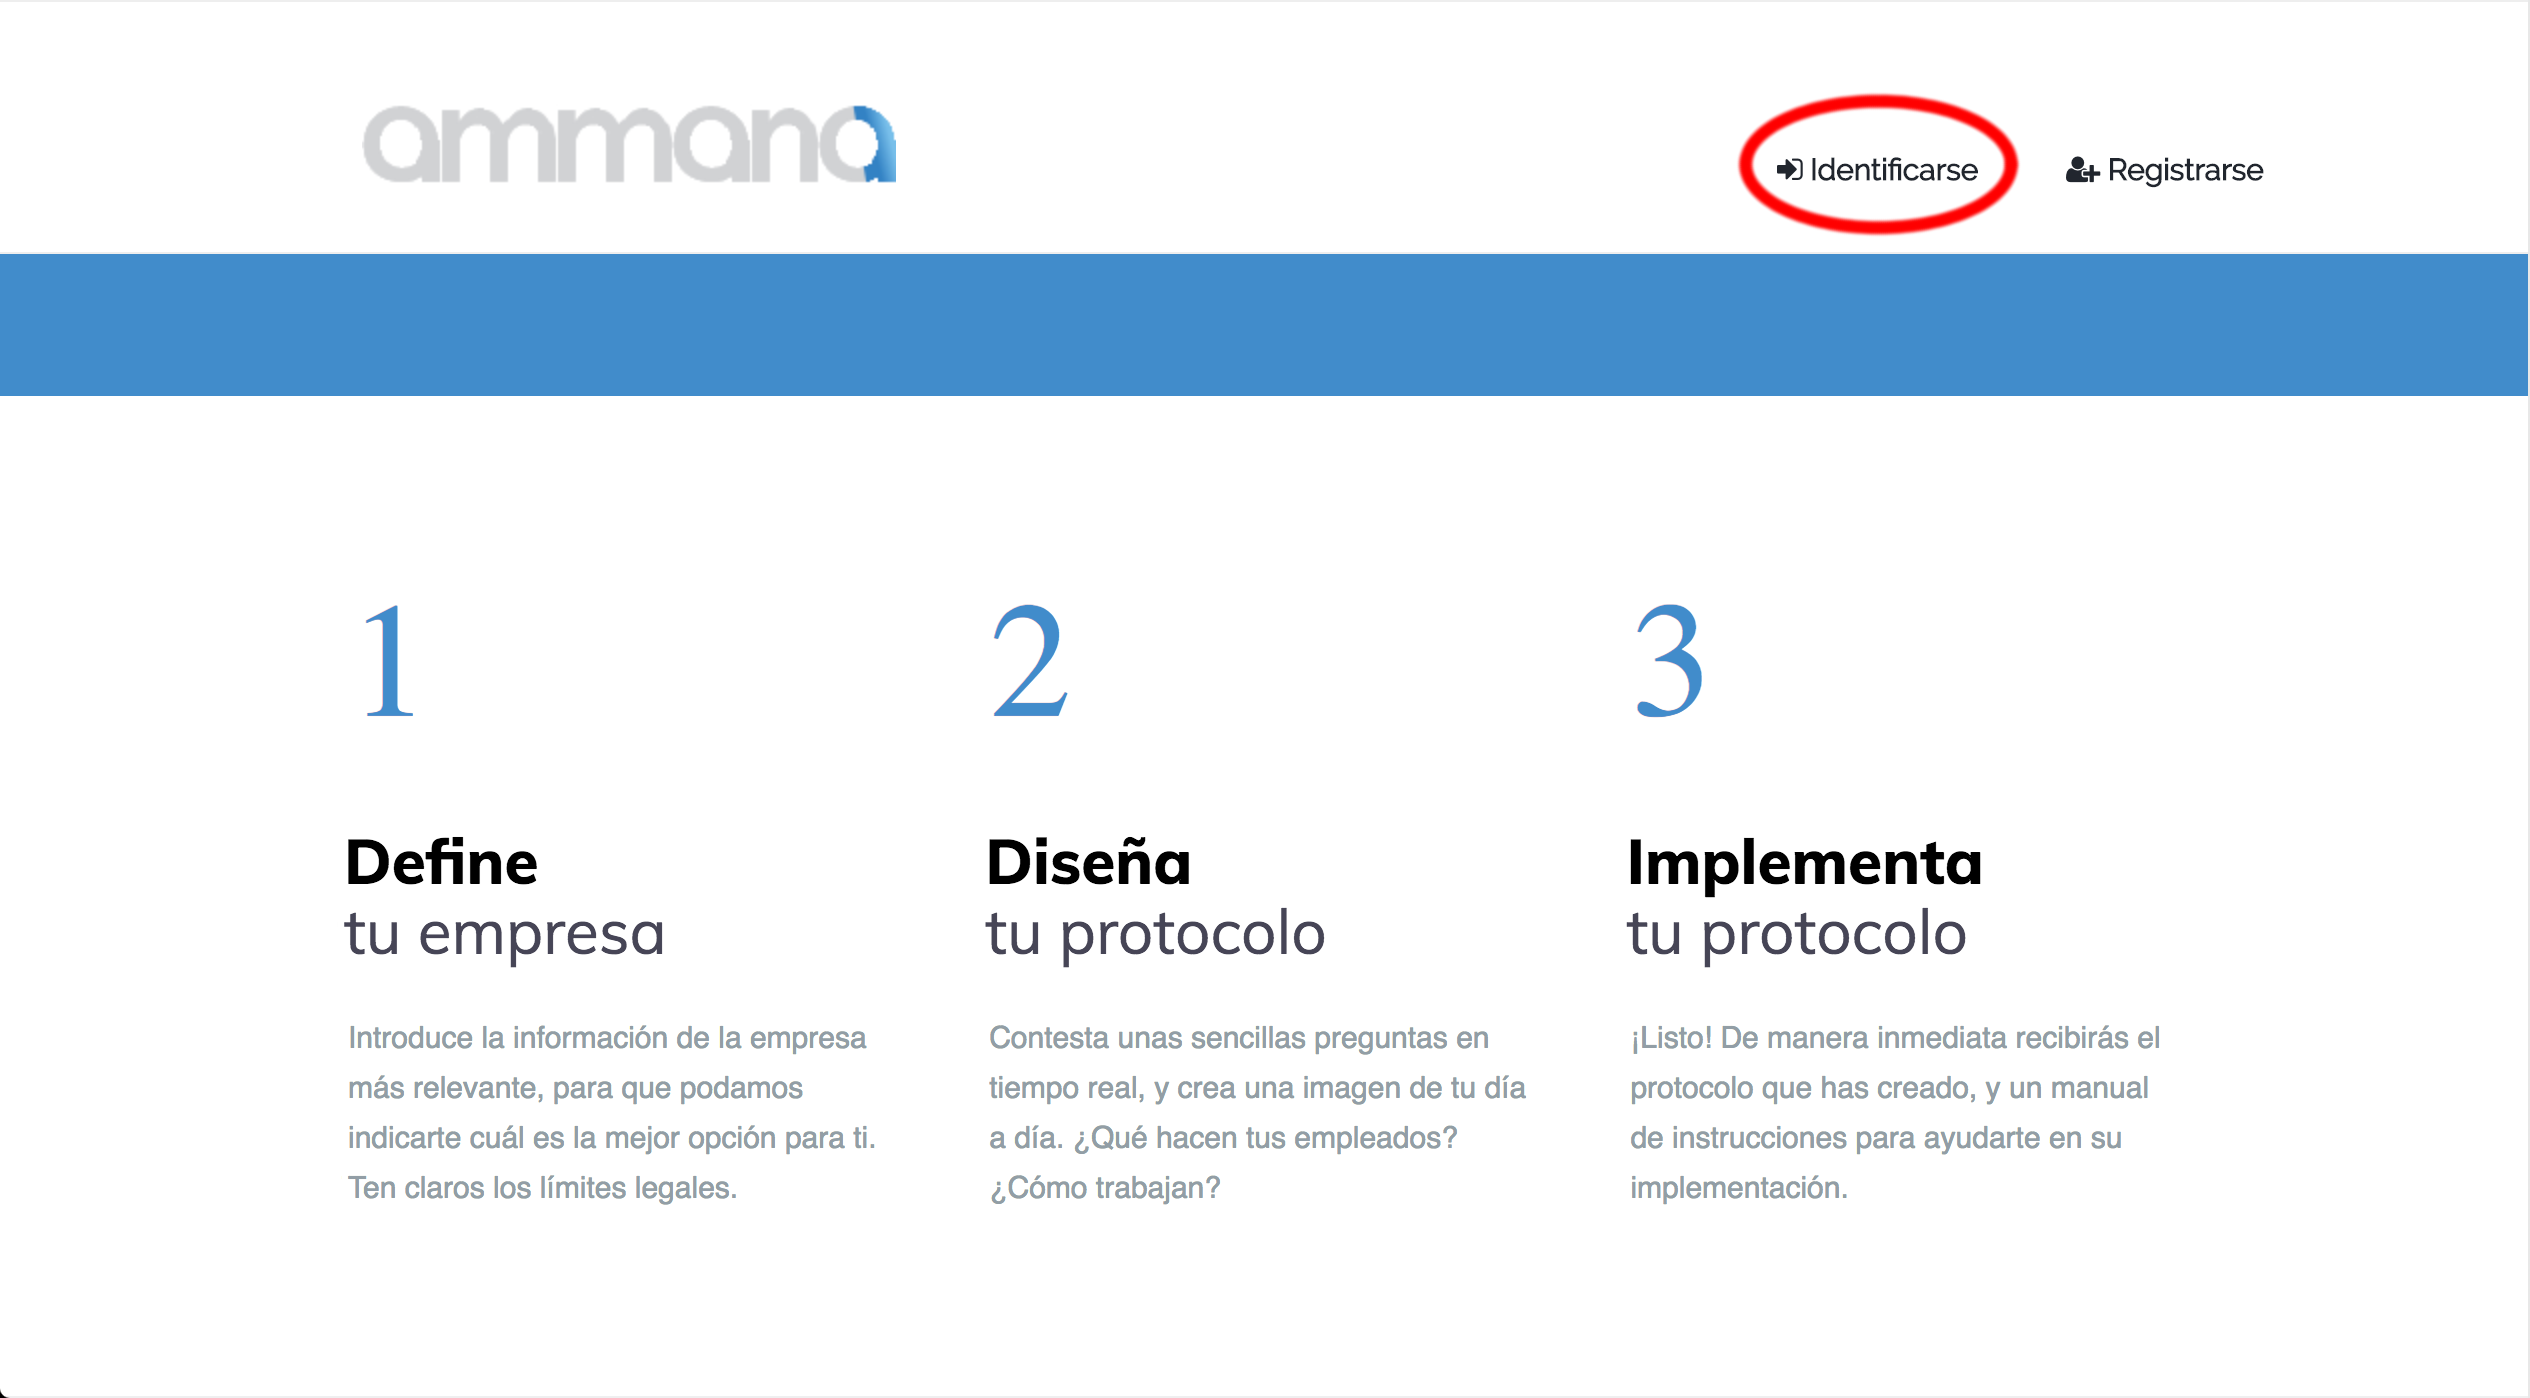 ammana
Identificarse
Registrarse
1
2
3
Define
tu empresa
Diseña
tu protocolo
Implementa
tu protocolo
Introduce la información de la empresa
más relevante, para que podamos
indicarte cuál es la mejor opción para ti.
Ten claros los límites legales.
Contesta unas sencillas preguntas en
tiempo real, y crea una imagen de tu día
a día. ¿Qué hacen tus empleados?
¿Cómo trabajan?
¡Listo! De manera inmediata recibirás el
protocolo que has creado, y un manual
de instrucciones para ayudarte en su
implementación.